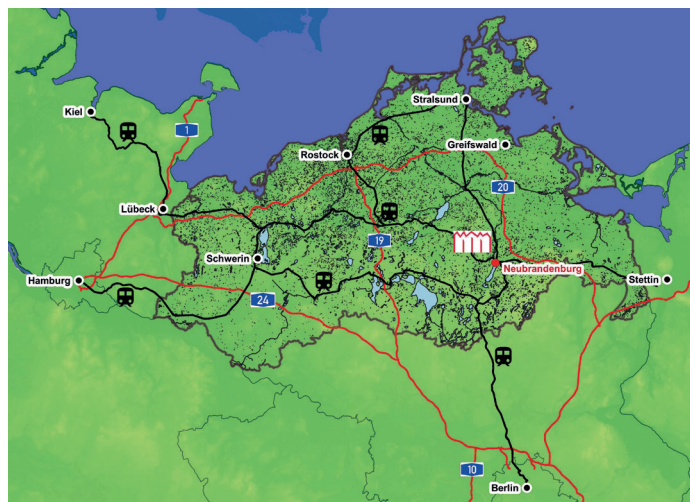 Stralsund
Kiel
1
Greifswald
Rostock
20
Lübeck
19
Schwerin
Neubrandenburg
Hamburg
Stettin
24
10
Berlin